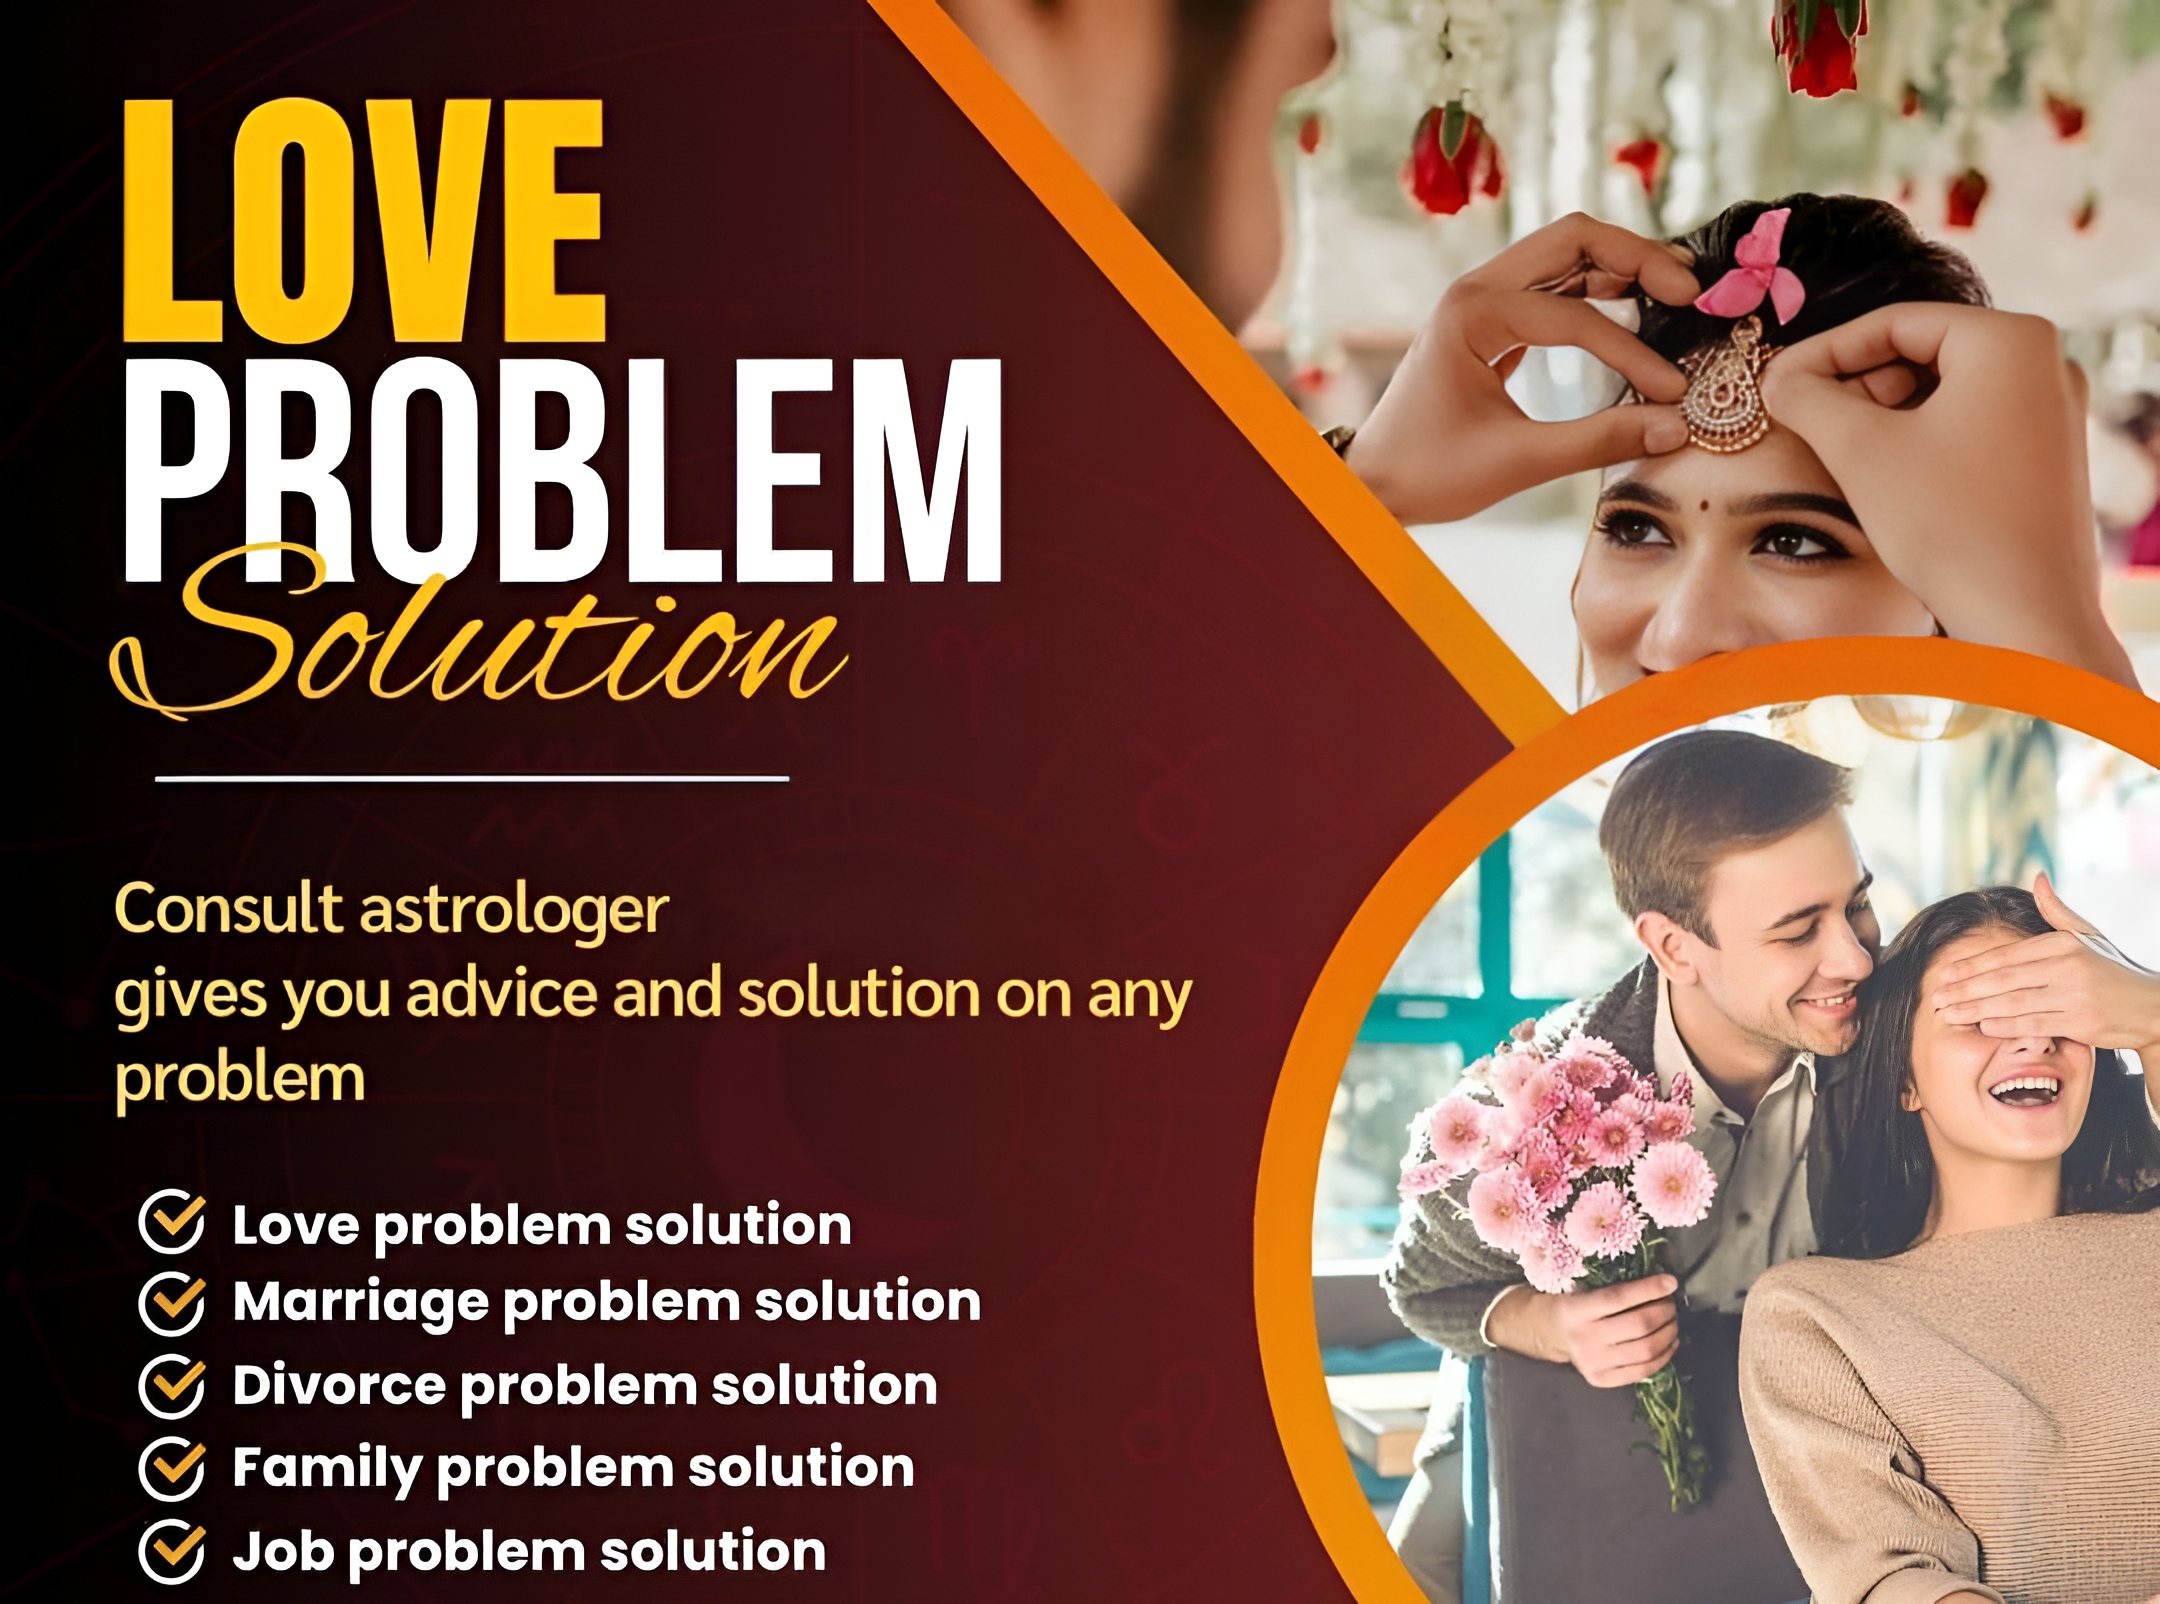 LOVE
PROBLEM
Solution
Consult astrologer
gives you advice and solution on any
problem
Love problem solution
Marriage problem solution
Divorce problem solution
Family problem solution
Job problem solution